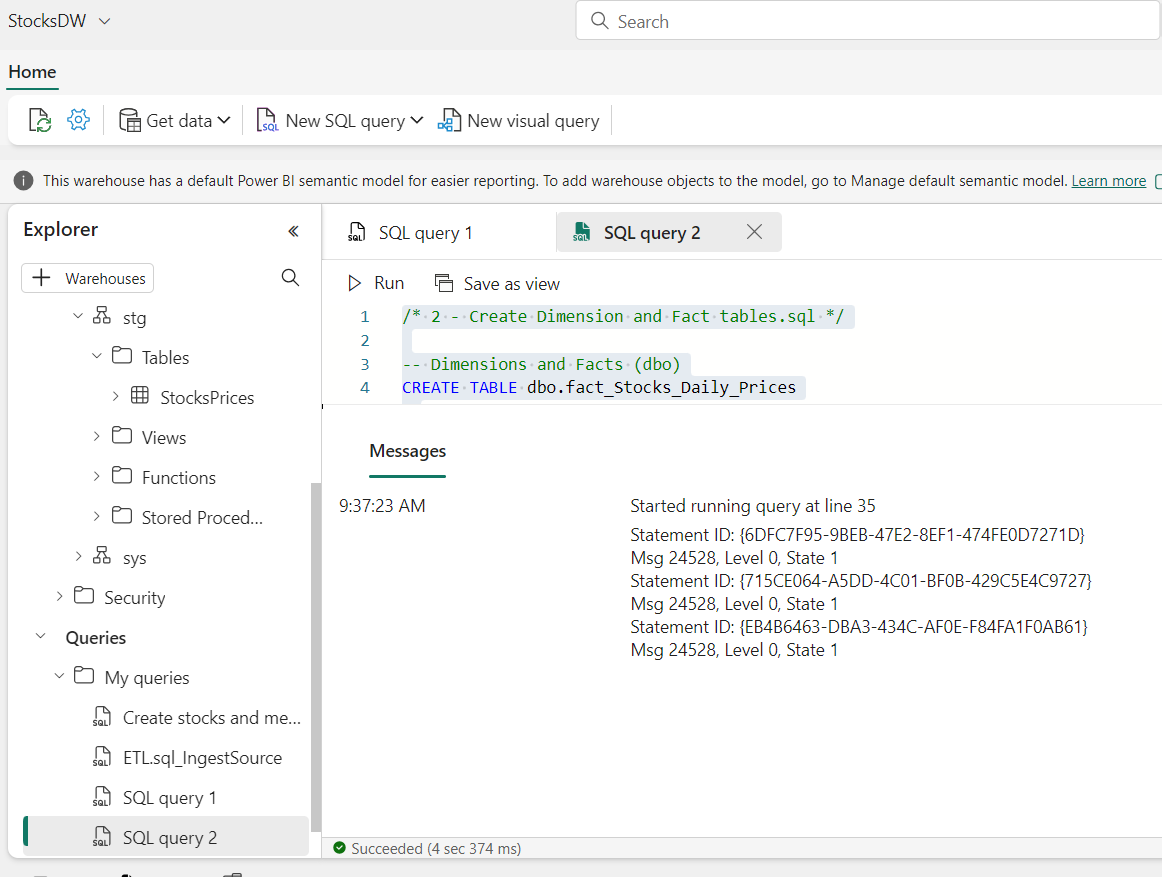 StocksDW
Search
Home
Get data
New SQL query
New visual query
This warehouse has a default Power BI semantic model for easier reporting. To add warehouse objects to the model, go to Manage default semantic model. Learn more
Explorer
Warehouses
stg
Tables
StocksPrices
Views
Functions
Stored Proced...
sys
Security
Queries
My queries
Create stocks and me...
ETL.sql_IngestSource
SQL query 1
SQL query 2
SQL query 1
SQL query 2
Run
Save as view
1 /* 2 - Create Dimension and Fact tables.sql */
2
3 -- Dimensions and Facts (dbo)
4 CREATE TABLE dbo.fact_Stocks_Daily_Prices
Messages
9:37:23 AM
Started running query at line 35
Statement ID: {6DFC7F95-9BEB-47E2-8EF1-474FE0D7271D}
Msg 24528, Level 0, State 1
Statement ID: {715CE064-A5DD-4C01-BF0B-429C5E4C9727}
Msg 24528, Level 0, State 1
Statement ID: {EB4B6463-DBA3-434C-AF0E-F84FA1F0AB61}
Msg 24528, Level 0, State 1
Succeeded (4 sec 374 ms)